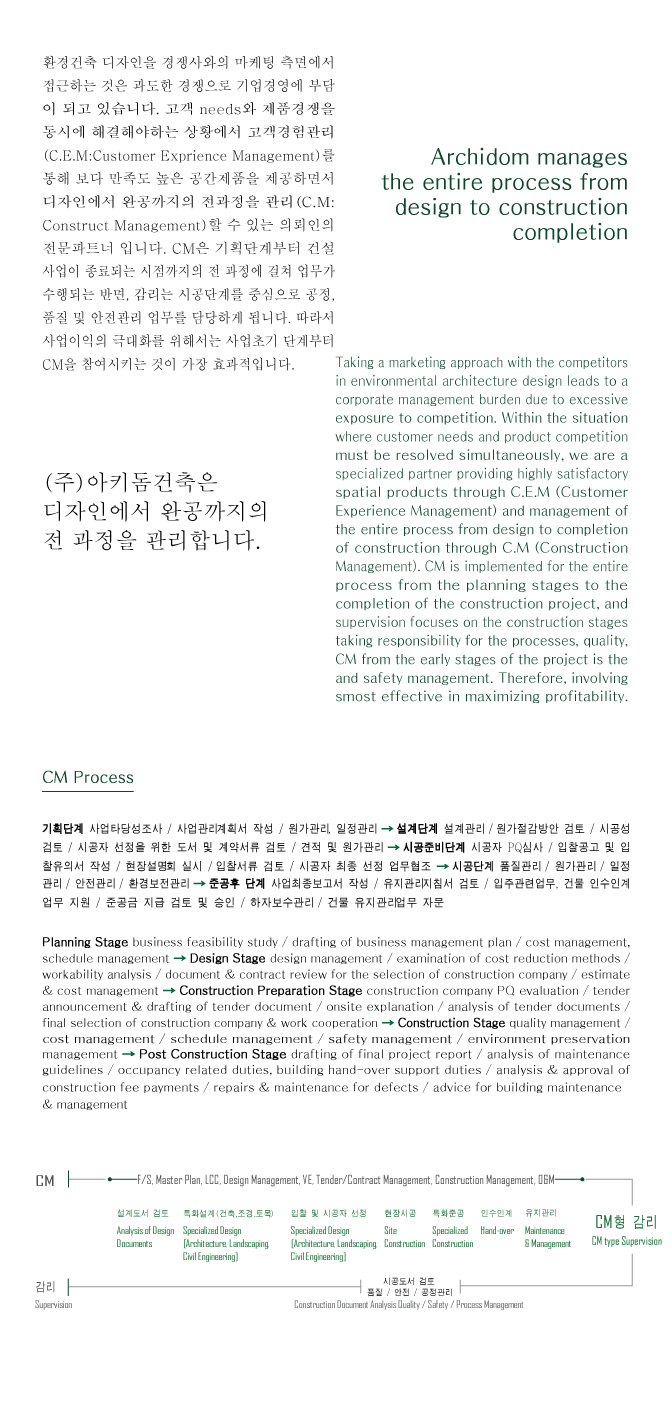 환경건축 디자인을 경쟁사와의 마케팅 측면에서
접근하는 것은 과도한 경쟁으로 기업경영에 부담
이 되고 있습니다. 고객 needs와 제품경쟁을
동시에 해결해야하는 상황에서 고객경험관리
(C.E.M:Customer Exprience Management)를
통해 보다 만족도 높은 공간제품을 제공하면서
디자인에서 완공까지의 전과정을 관리(C.M:
Construct Management)할 수 있는 의뢰인의
전문파트너 입니다. CM은 기획단계부터 건설
사업이 종료되는 시점까지의 전 과정에 걸쳐 업무가
수행되는 반면, 감리는 시공단계를 중심으로 공정,
품질 및 안전관리 업무를 담당하게 됩니다. 따라서
사업이익의 극대화를 위해서는 사업초기 단계부터
CM을 참여시키는 것이 가장 효과적입니다.
Archidom manages
the entire process from
design to construction
completion
Taking a marketing approach with the competitors
in environmental architecture design leads to a
corporate management burden due to excessive
exposure to competition. Within the situation
where customer needs and product competition
must be resolved simultaneously, we are a
specialized partner providing highly satisfactory
spatial products through C.E.M (Customer
Experience Management) and management of
the entire process from design to completion
of construction through C.M (Construction
Management). CM is implemented for the entire
process from the planning stages to the
completion of the construction project, and
supervision focuses on the construction stages
taking responsibility for the processes, quality,
CM from the early stages of the project is the
and safety management. Therefore, involving
smost effective in maximizing profitability.
(주)아키돔건축은
디자인에서 완공까지의
전 과정을 관리합니다.
CM Process
기획단계 사업타당성조사 / 사업관리계획서 작성 / 원가관리, 일정관리 → 설계단계 설계관리 / 원가절감방안 검토 / 시공성
검토 / 시공자 선정을 위한 도서 및 계약서류 검토 / 견적 및 원가관리 → 시공준비단계 시공자 PQ심사 / 입찰공고 및 입
찰유의서 작성 / 현장설명회 실시 / 입찰서류 검토 / 시공자 최종 선정 업무협조 → 시공단계 품질관리 / 원가관리 / 일정
관리 / 안전관리 / 환경보전관리 → 준공후 단계 사업최종보고서 작성 / 유지관리지침서 검토 / 입주관련업무, 건물 인수인계
업무 지원 / 준공금 지급 검토 및 승인 / 하자보수관리 / 건물 유지관리업무 자문
Planning Stage business feasibility study / drafting of business management plan / cost management,
schedule management → Design Stage design management / examination of cost reduction methods /
workability analysis / document & contract review for the selection of construction company / estimate
& cost management → Construction Preparation Stage construction company PQ evaluation / tender
announcement & drafting of tender document / onsite explanation / analysis of tender documents /
final selection of construction company & work cooperation → Construction Stage quality management /
cost management / schedule management / safety management / environment preservation
management → Post Construction Stage drafting of final project report / analysis of maintenance
guidelines / occupancy related duties, building hand-over support duties / analysis & approval of
construction fee payments / repairs & maintenance for defects / advice for building maintenance
& management
CM
F/S, Master Plan, LCC, Design Management, VE, Tender/Contract Management, Construction Management, O&M
설계도서 검토 특화설계(건축,조경,토목) 입찰 및 시공자 선정 현장시공 특화준공 인수인계 유지관리
Analysis of Design Specialized Design Specialized Design Site Specialized Hand-over Maintenance
Documents (Architecture, Landscaping, (Architecture, Landscaping, Construction Construction & Management
Civil Engineering) Civil Engineering)
CM형 감리
CM type Supervision
감리
Supervision
시공도서 검토
품질 / 안전 / 공정관리
Construction Document Analysis Quality / Safety / Process Management